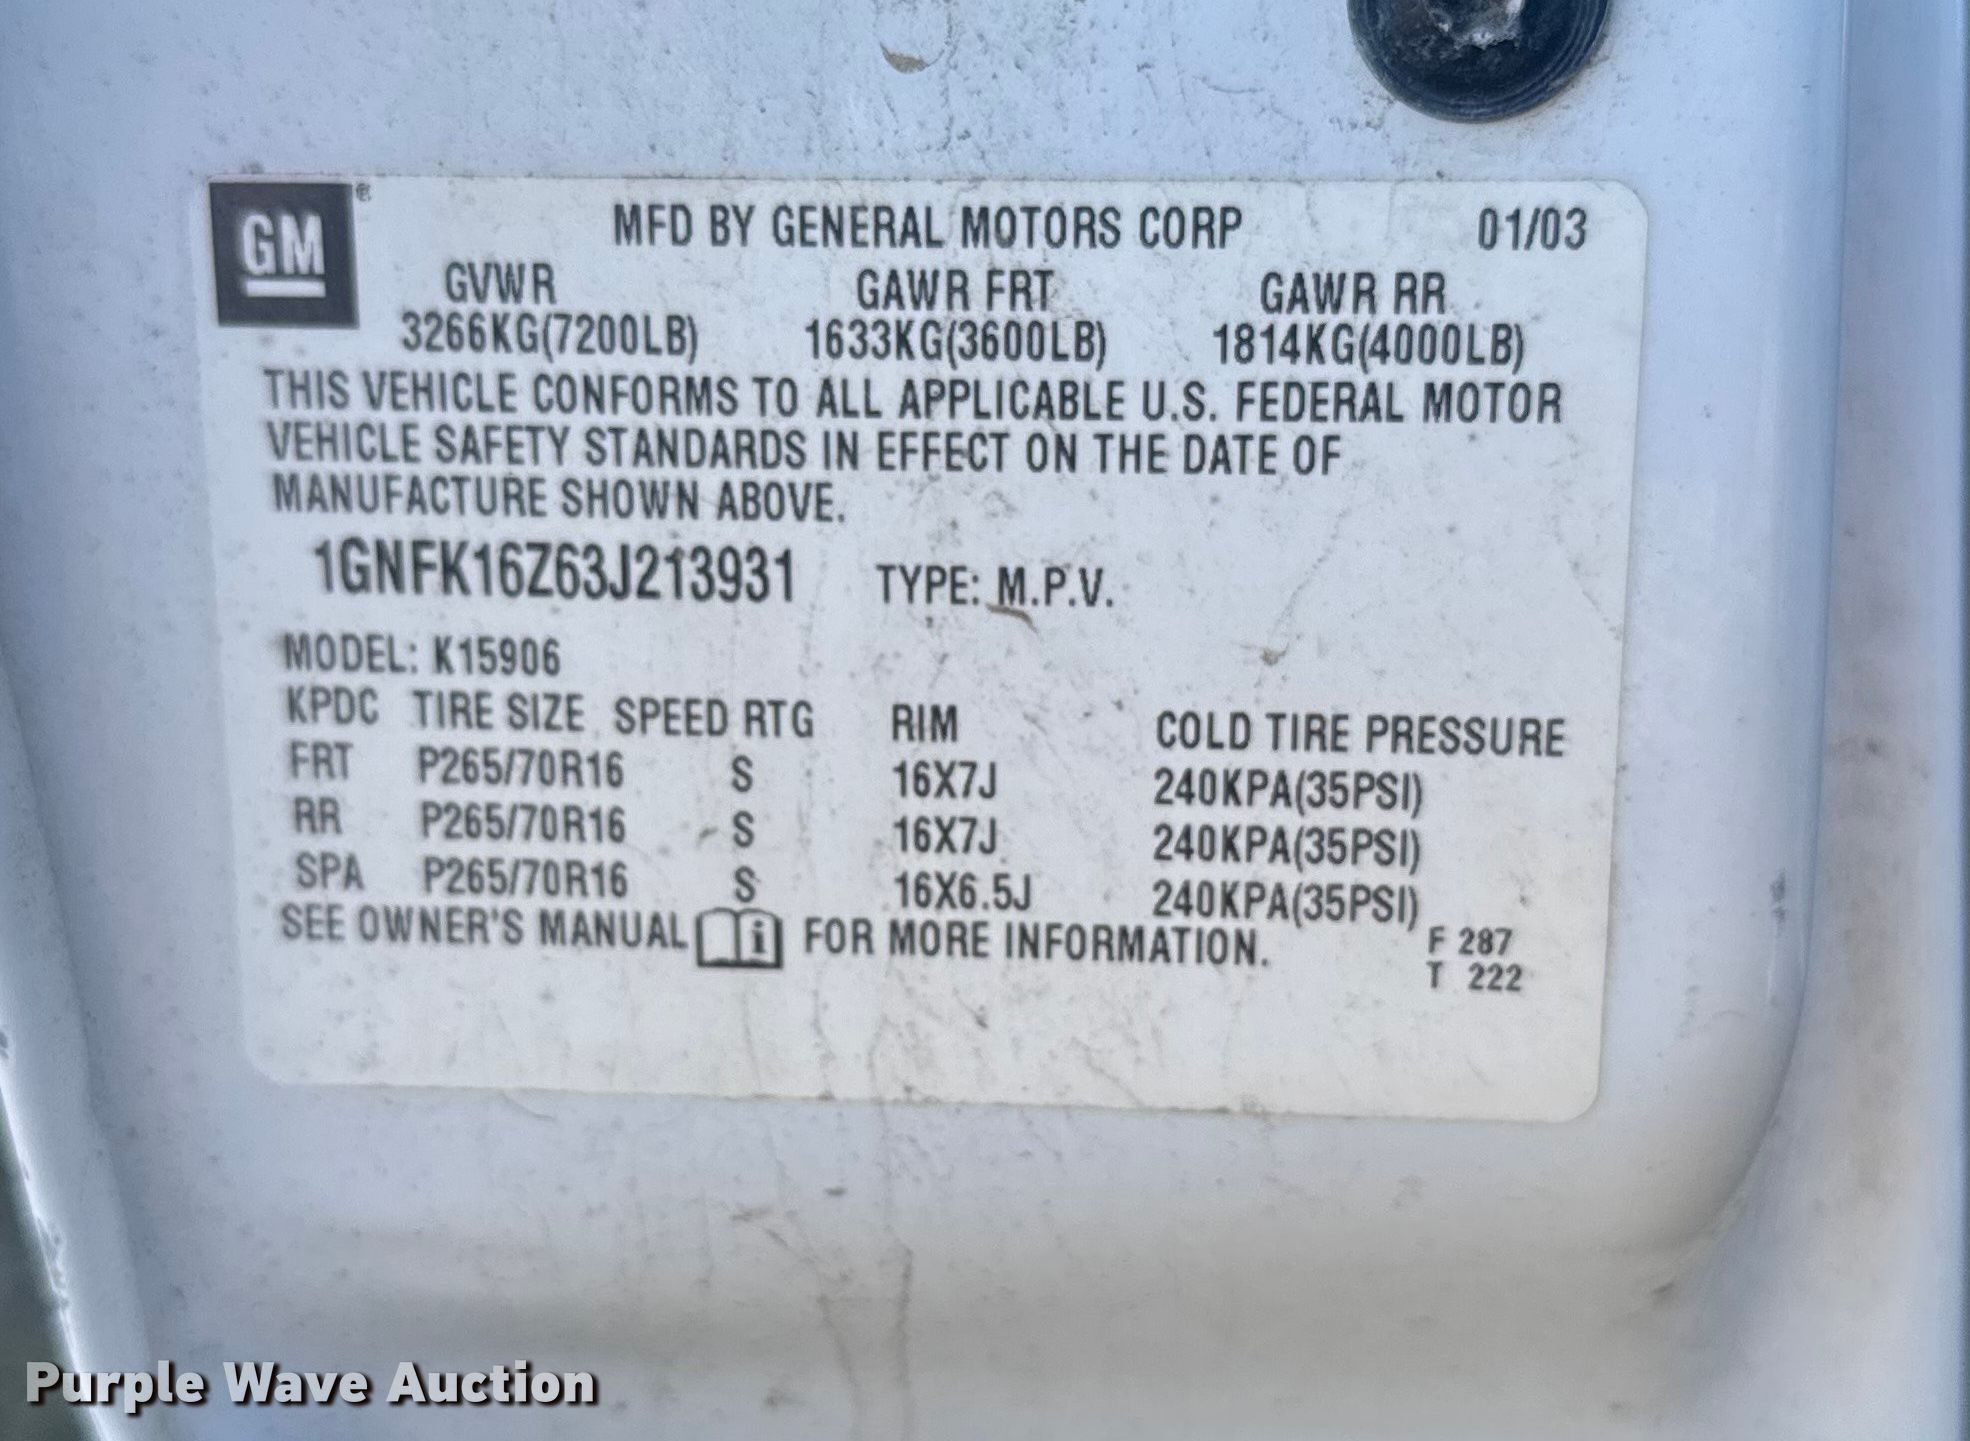 GM®
MFD BY GENERAL MOTORS CORP 01/03
GVWR GAWR FRT GAWR RR
3266KG(7200LB) 1633KG(3600LB) 1814KG(4000LB)
THIS VEHICLE CONFORMS TO ALL APPLICABLE U.S. FEDERAL MOTOR
VEHICLE SAFETY STANDARDS IN EFFECT ON THE DATE OF
MANUFACTURE SHOWN ABOVE.
1GNFK16Z63J213931 TYPE: M.P.V.
MODEL: K15906
KPDC TIRE SIZE SPEED RTG RIM COLD TIRE PRESSURE
FRT P265/70R16 S 16X7J 240KPA(35PSI)
RR P265/70R16 S 16X7J 240KPA(35PSI)
SPA P265/70R16 S 16X6.5J 240KPA(35PSI)
SEE OWNER'S MANUAL i FOR MORE INFORMATION.
F 287
T 222
Purple Wave Auction